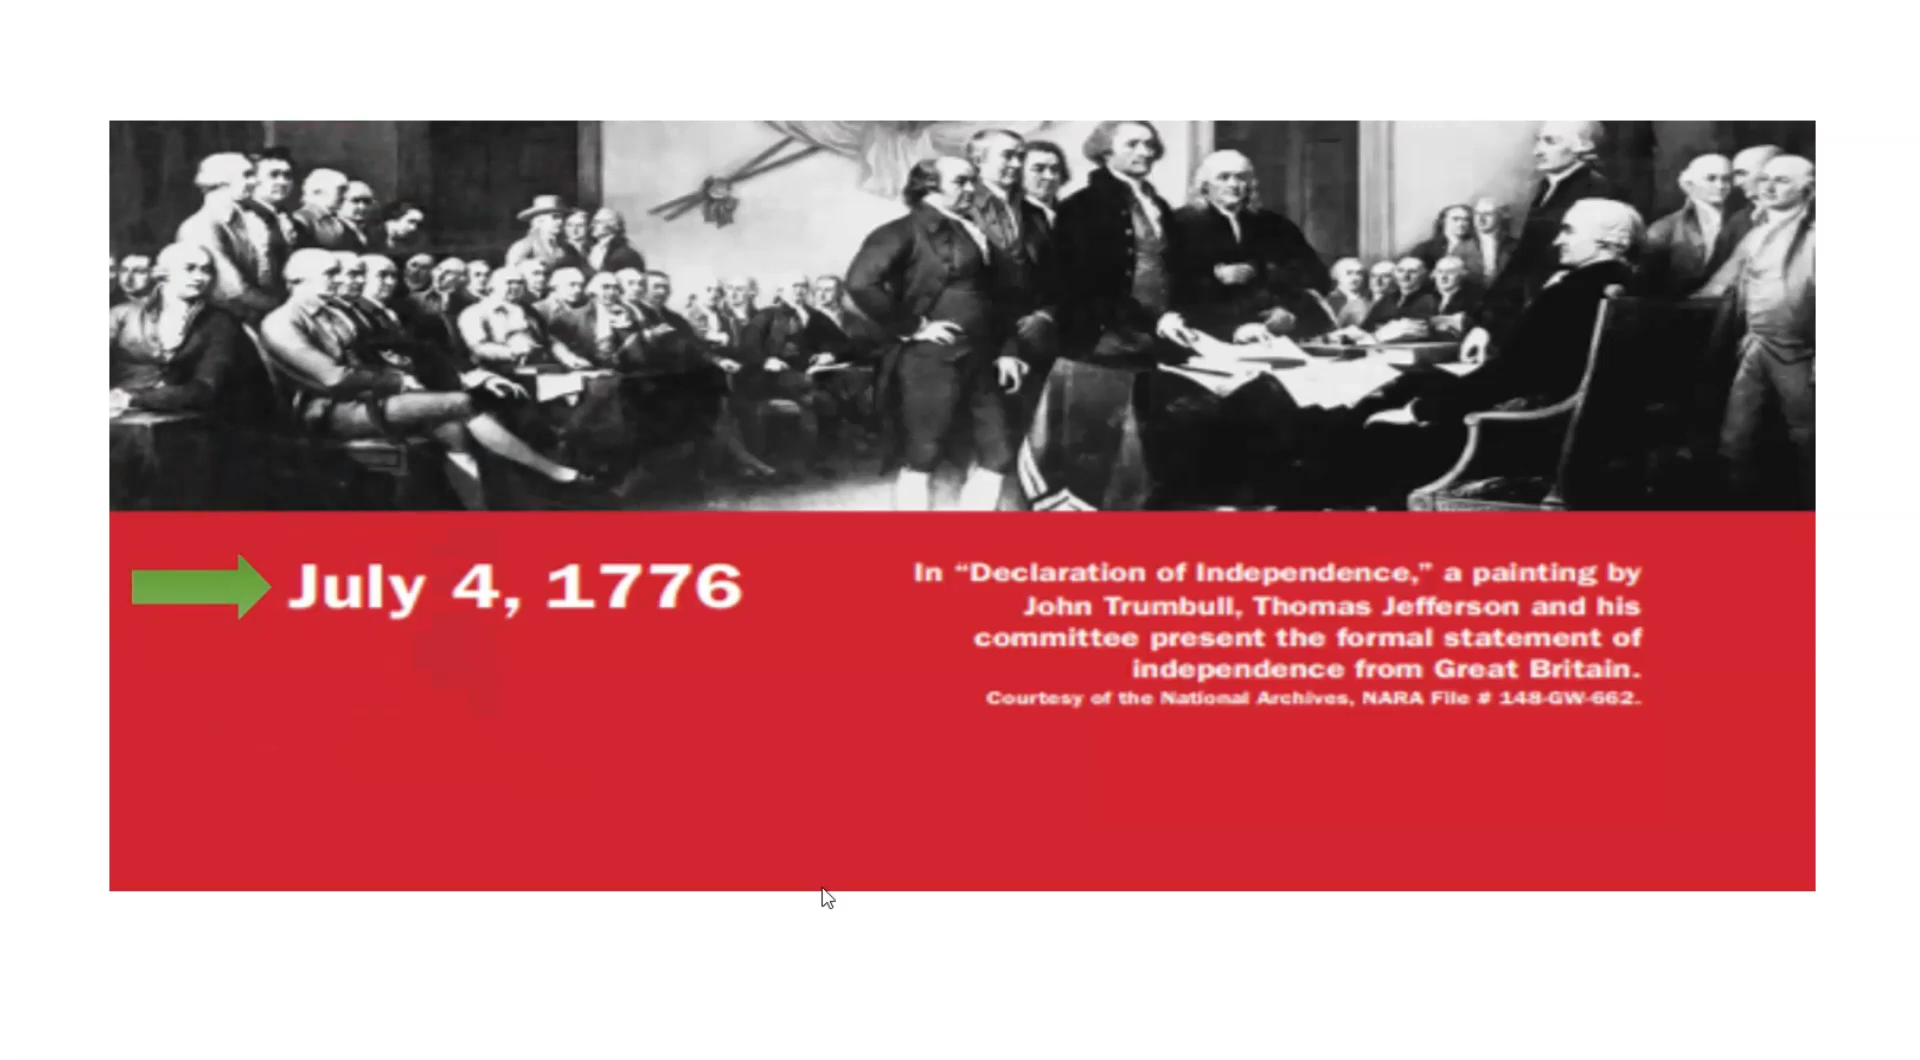 July 4, 1776
In “Declaration of Independence,” a painting by
John Trumbull, Thomas Jefferson and his
committee present the formal statement of
independence from Great Britain.
Courtesy of the National Archives, NARA File # 148-GW-662.